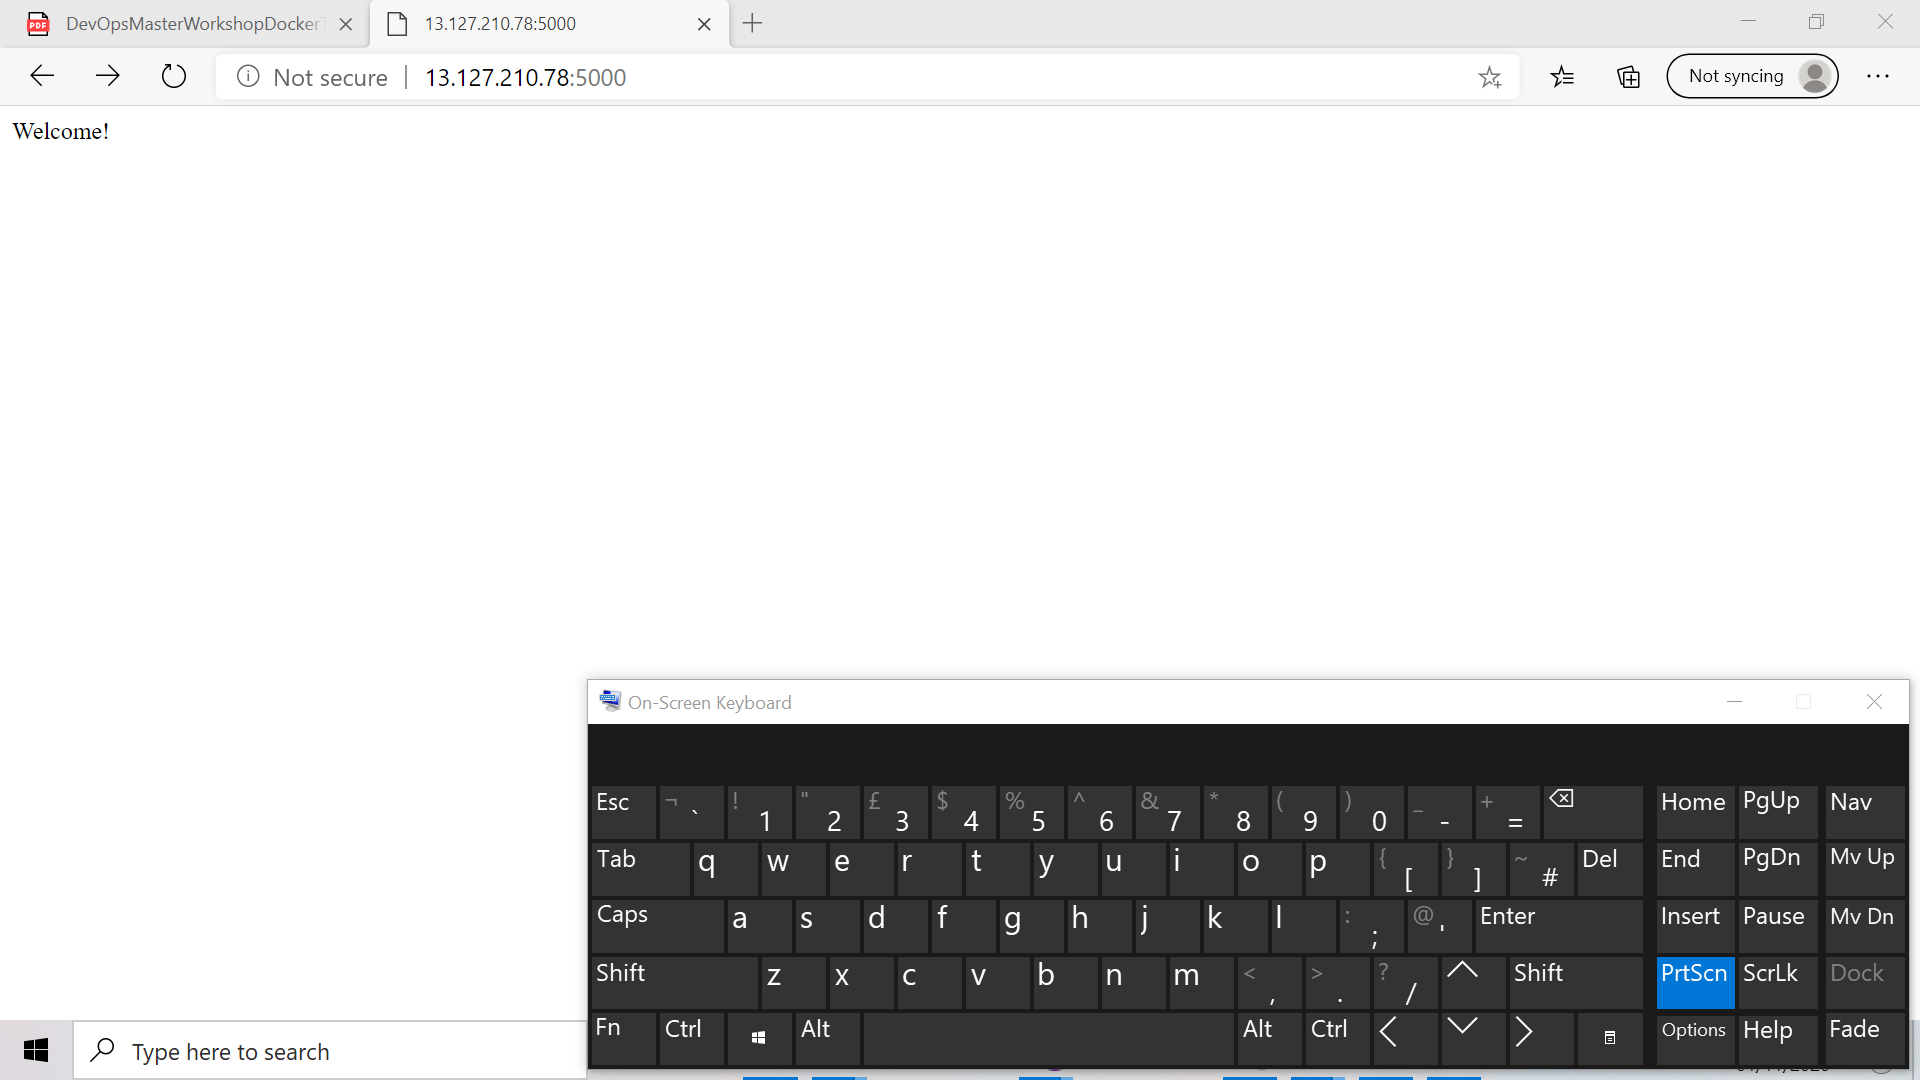 DevOpsMasterWorkshopDocker
13.127.210.78:5000
Not secure | 13.127.210.78:5000
Not syncing
Welcome!
On-Screen Keyboard
Esc ¬ ` ! 1 " 2 £ 3 $ 4 % 5 ^ 6 & 7 * 8 ( 9 ) 0 _ - + = Home PgUp Nav
Tab q w e r t y u i o p { [ } ] ~ # Del End PgDn Mv Up
Caps a s d f g h j k l : ; @ ' Enter Insert Pause Mv Dn
Shift z x c v b n m < , > . ? / Shift PrtScn ScrLk Dock
Fn Ctrl Alt Alt Ctrl Options Help Fade
Type here to search